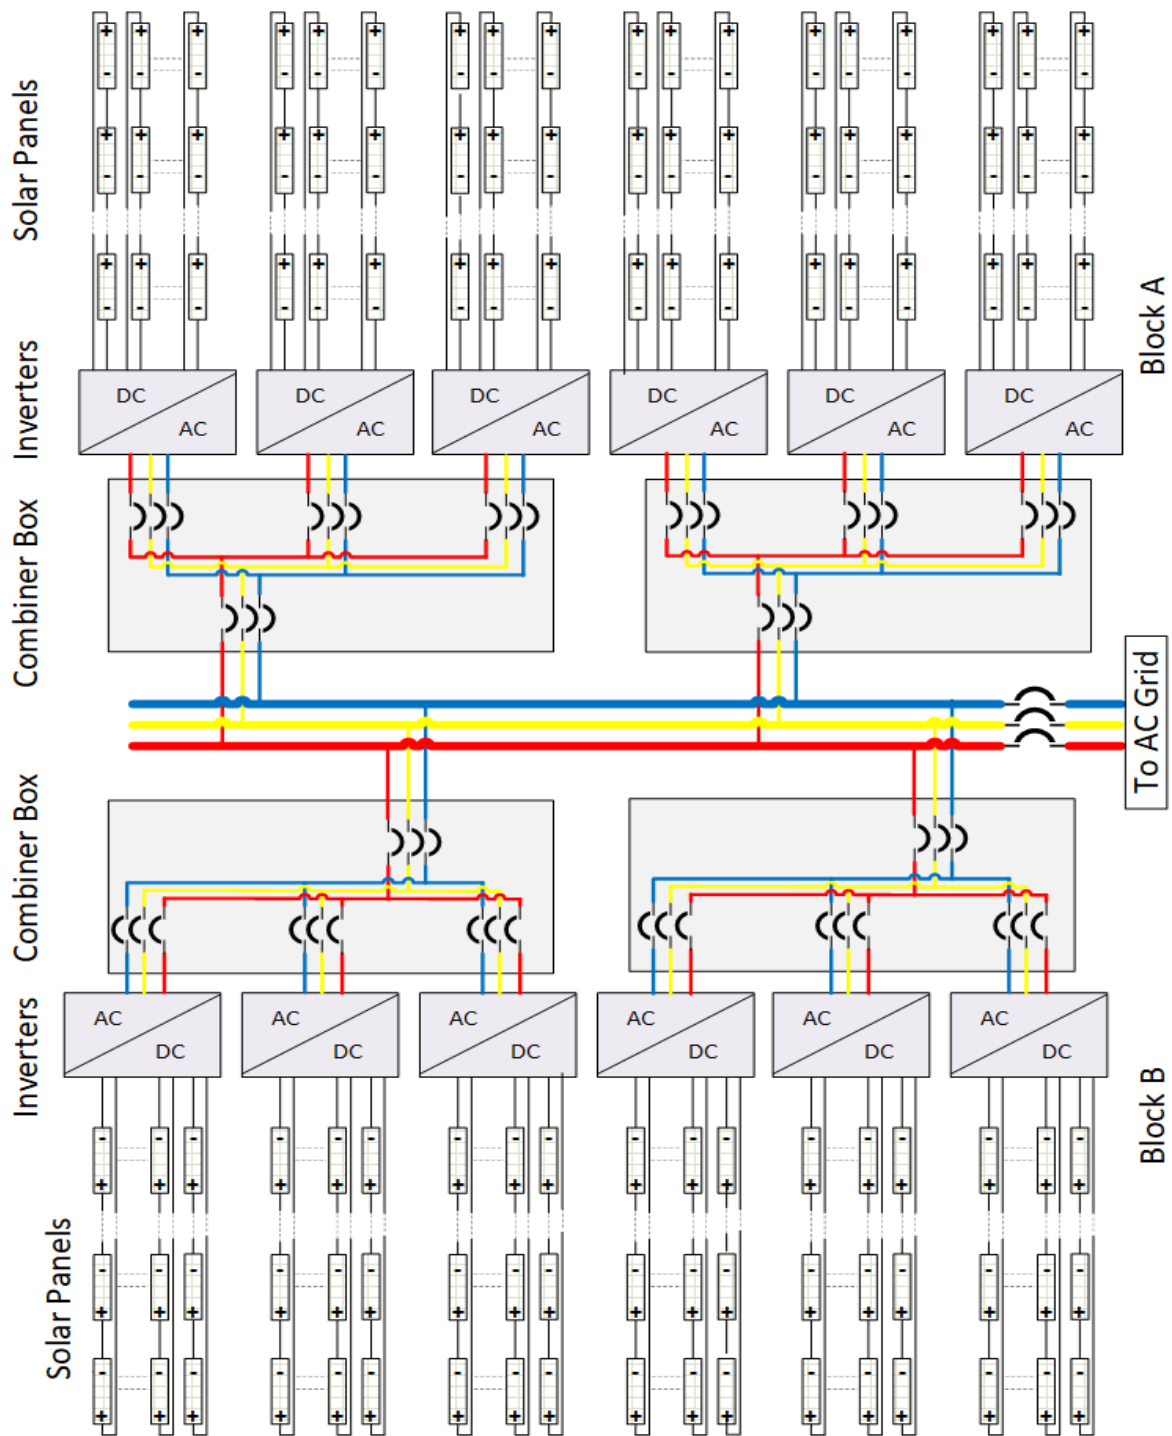 + + + + + + + + + + + + + + + + + +
- - - - - - - - - - - - - - - - - -
Solar Panels
+ + + + + + + + + + + + + + + + + +
- - - - - - - - - - - - - - - - - -
+ + + + + + + + + + + + + + + + + +
- - - - - - - - - - - - - - - - - -
Block A
Inverters
DC DC DC DC DC DC
AC AC AC AC AC AC
Combiner Box
To AC Grid
Combiner Box
Inverters
AC AC AC AC AC AC
DC DC DC DC DC DC
Block B
- - - - - - - - - - - - - - - - - -
+ + + + + + + + + + + + + + + + + +
Solar Panels
- - - - - - - - - - - - - - - - - -
+ + + + + + + + + + + + + + + + + +
- - - - - - - - - - - - - - - - - -
+ + + + + + + + + + + + + + + + + +